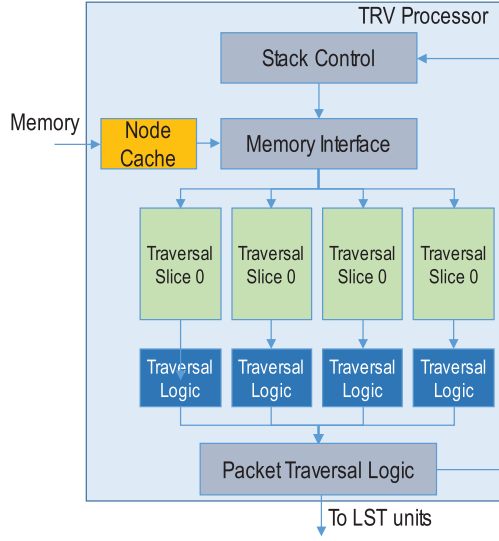 TRV Processor
Stack Control
Memory
Node
Cache
Memory Interface
Traversal
Slice 0
Traversal
Slice 0
Traversal
Slice 0
Traversal
Slice 0
Traversal
Logic
Traversal
Logic
Traversal
Logic
Traversal
Logic
Packet Traversal Logic
To LST units